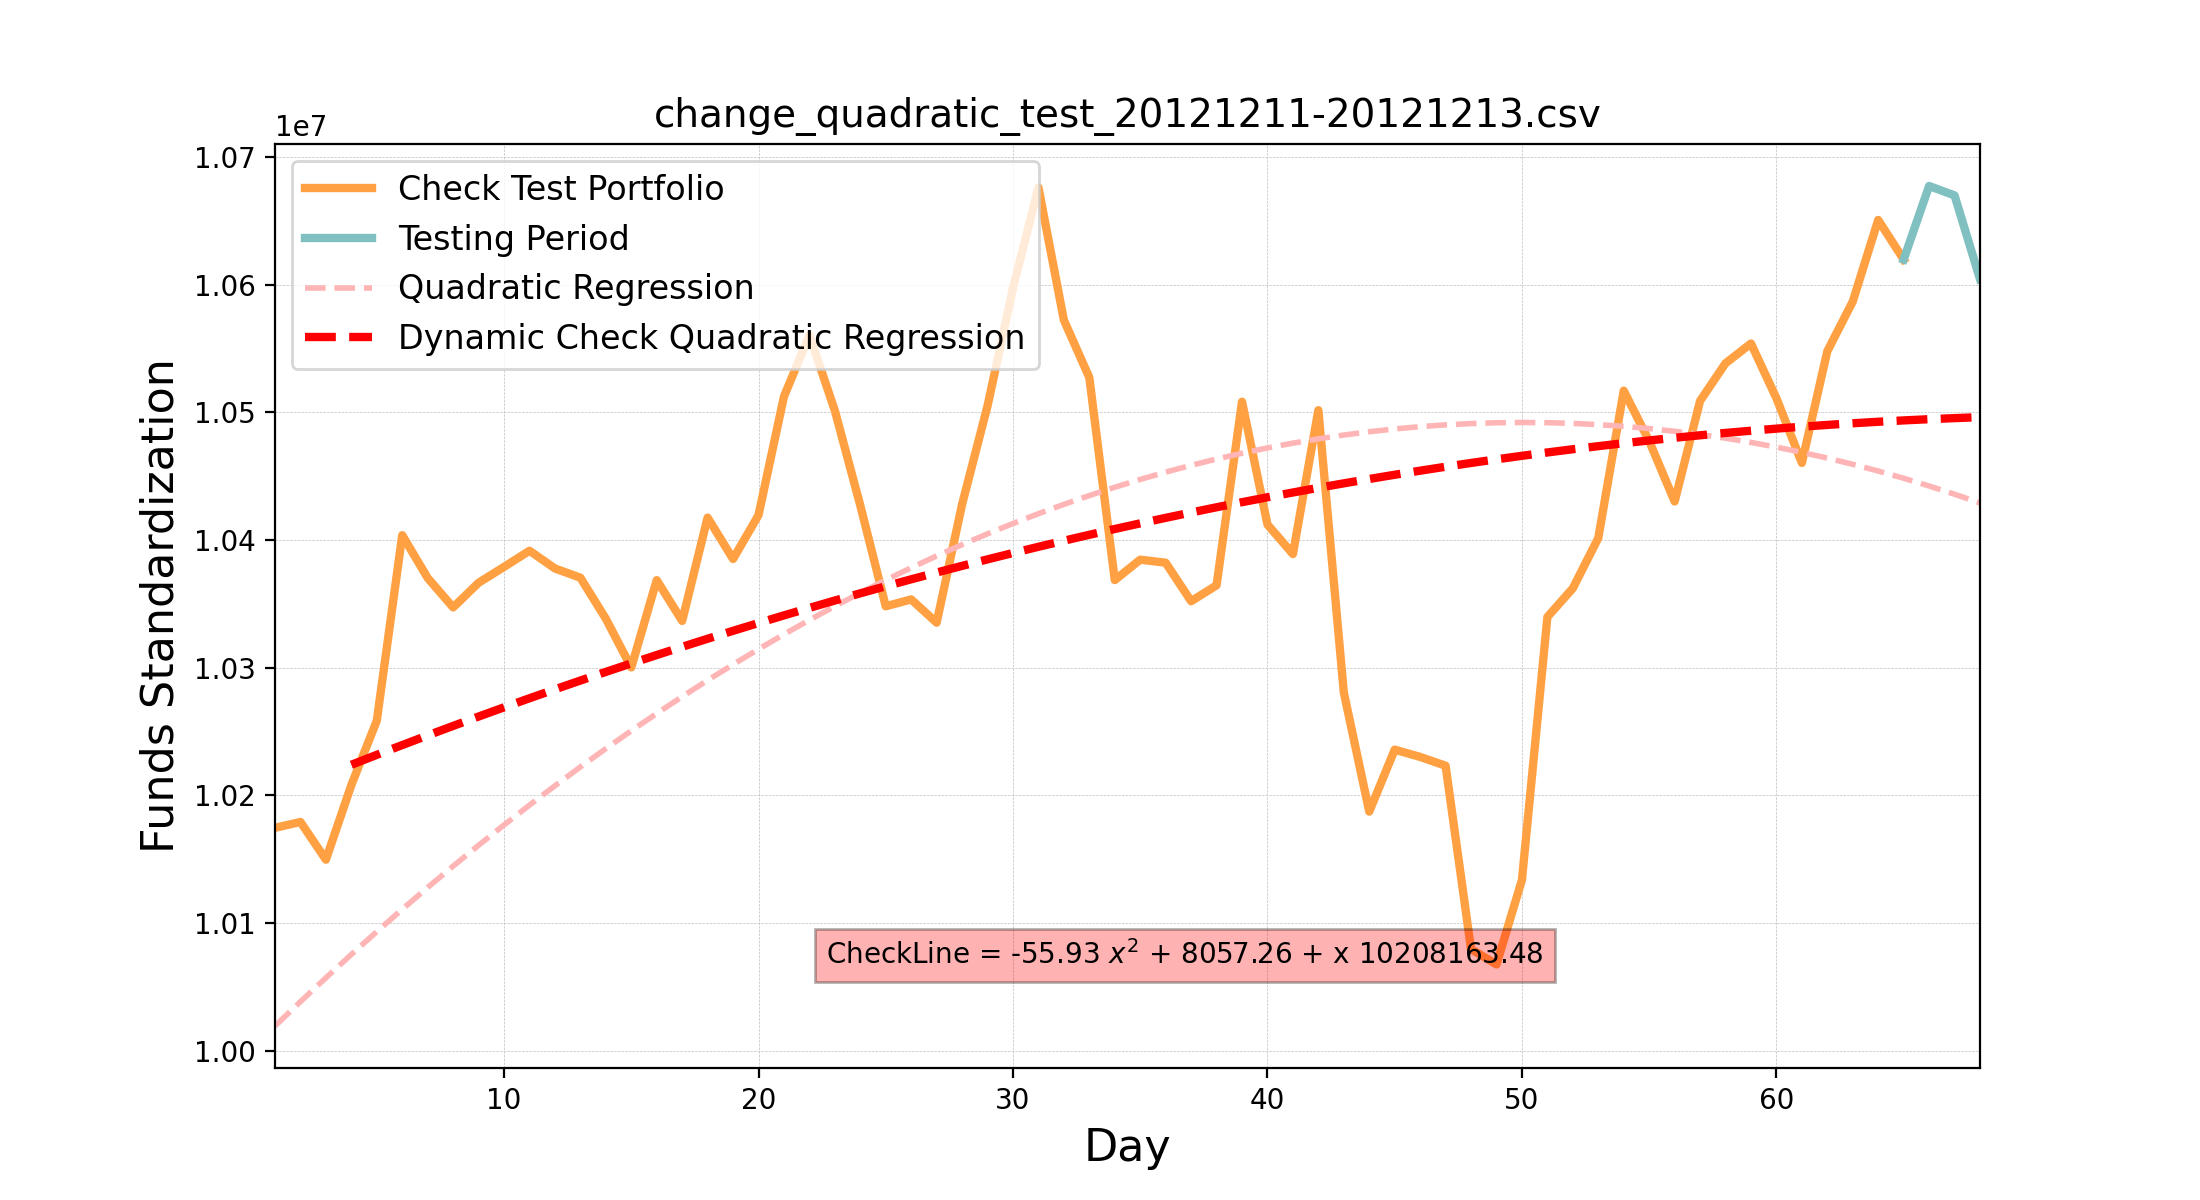 change_quadratic_test_20121211-20121213.csv
1e7
1.07
1.06
1.05
1.04
1.03
1.02
1.01
1.00
Funds Standardization
Check Test Portfolio
Testing Period
Quadratic Regression
Dynamic Check Quadratic Regression
CheckLine = -55.93 x² + 8057.26 + x 10208163.48
10 20 30 40 50 60
Day